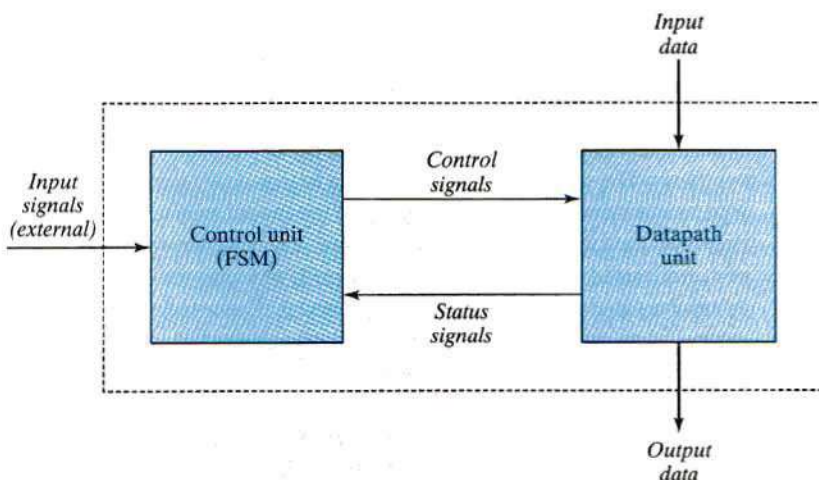 Input
data
Input
signals
(external)
Control unit
(FSM)
Control
signals
Status
signals
Datapath
unit
Output
data